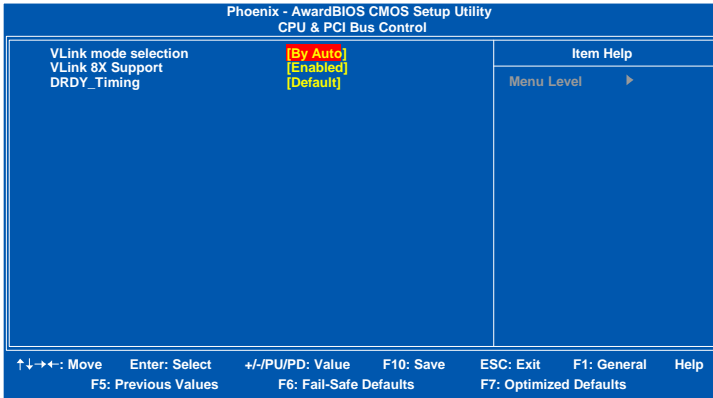 Phoenix - AwardBIOS CMOS Setup Utility
CPU & PCI Bus Control
VLink mode selection [By Auto]
VLink 8X Support [Enabled]
DRDY_Timing [Default]
Item Help
Menu Level ▶
↑↓→←: Move Enter: Select +/-/PU/PD: Value F10: Save ESC: Exit F1: General Help
F5: Previous Values F6: Fail-Safe Defaults F7: Optimized Defaults